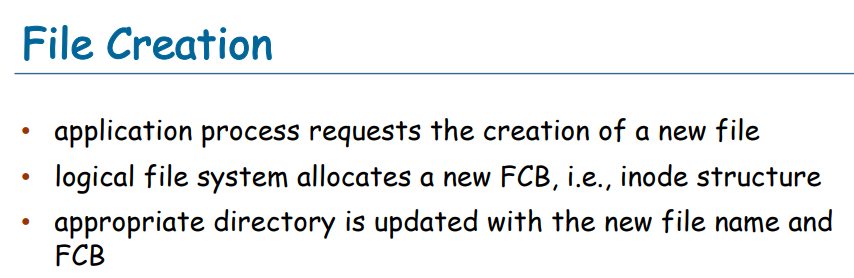 File Creation
• application process requests the creation of a new file
• logical file system allocates a new FCB, i.e., inode structure
• appropriate directory is updated with the new file name and
FCB